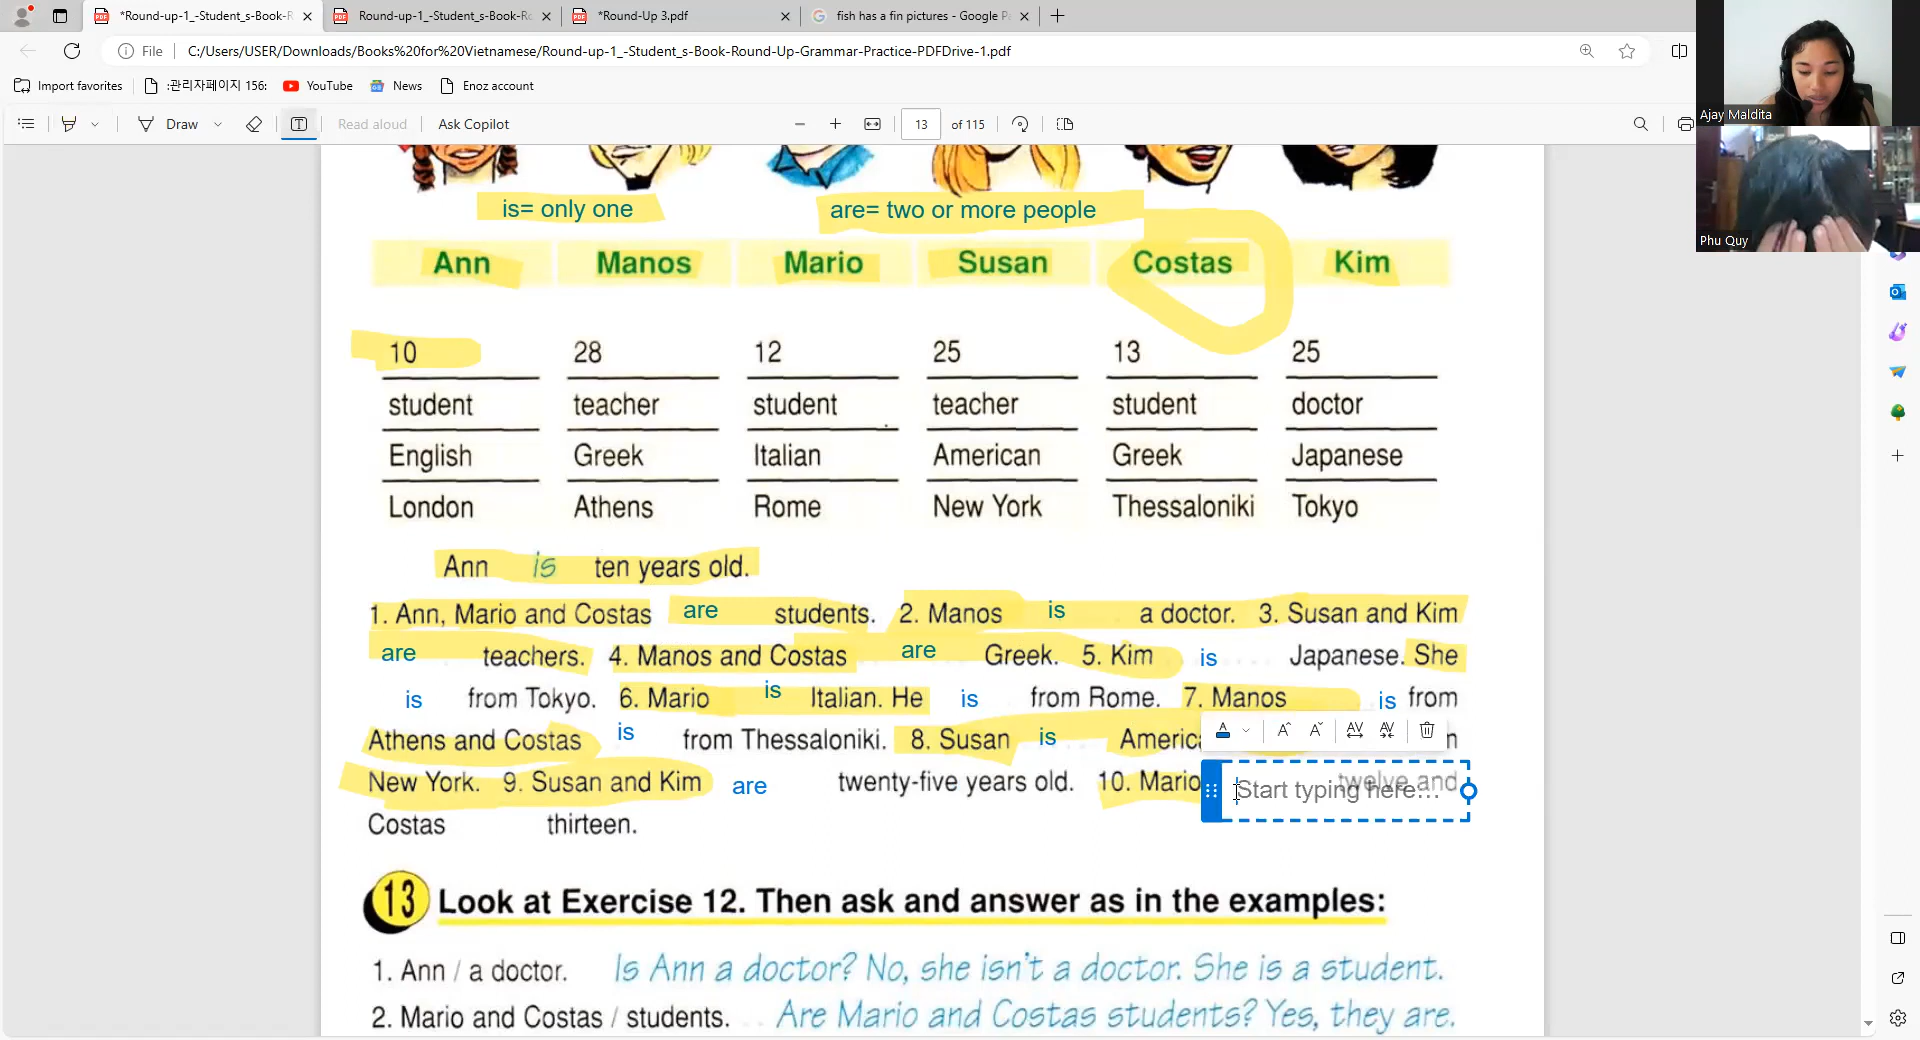 *Round-up-1_-Student_s-Book-R
Round-up-1_-Student_s-Book-Ro
*Round-Up 3.pdf
fish has a fin pictures - Google
File
C:/Users/USER/Downloads/Books%20for%20Vietnamese/Round-up-1_-Student_s-Book-Round-Up-Grammar-Practice-PDFDrive-1.pdf
Import favorites
:관리자페이지 156:
YouTube
News
Enoz account
Draw
Read aloud
Ask Copilot
13
of 115
Ajay Maldita
Phu Quy
is= only one
are= two or more people
Ann Manos Mario Susan Costas Kim
10 28 12 25 13 25
student teacher student teacher student doctor
English Greek Italian American Greek Japanese
London Athens Rome New York Thessaloniki Tokyo
Ann is ten years old.
1. Ann, Mario and Costas are students. 2. Manos is a doctor. 3. Susan and Kim
are teachers. 4. Manos and Costas are Greek. 5. Kim is Japanese. She
is from Tokyo. 6. Mario is Italian. He is from Rome. 7. Manos is from
Athens and Costas is from Thessaloniki. 8. Susan is Americ
New York. 9. Susan and Kim are twenty-five years old. 10. Mario twelve and
Start typing here...
Costas thirteen.
13 Look at Exercise 12. Then ask and answer as in the examples:
1. Ann / a doctor. Is Ann a doctor? No, she isn't a doctor. She is a student.
2. Mario and Costas / students. Are Mario and Costas students? Yes, they are.